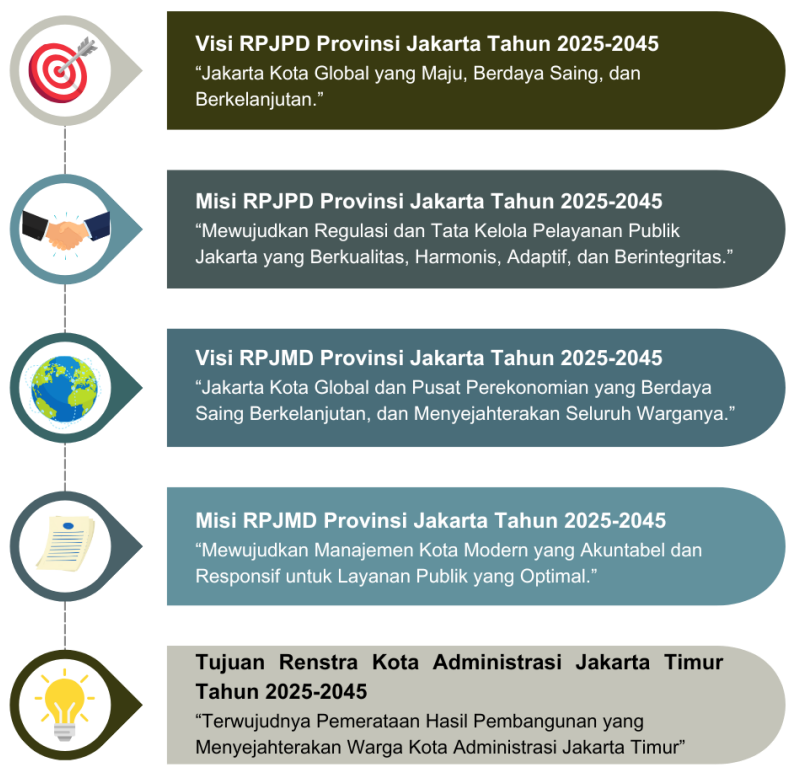 Visi RPJPD Provinsi Jakarta Tahun 2025-2045
“Jakarta Kota Global yang Maju, Berdaya Saing, dan
Berkelanjutan.”
Misi RPJPD Provinsi Jakarta Tahun 2025-2045
“Mewujudkan Regulasi dan Tata Kelola Pelayanan Publik
Jakarta yang Berkualitas, Harmonis, Adaptif, dan Berintegritas.”
Visi RPJMD Provinsi Jakarta Tahun 2025-2045
“Jakarta Kota Global dan Pusat Perekonomian yang Berdaya
Saing Berkelanjutan, dan Menyejahterakan Seluruh Warganya.”
Misi RPJMD Provinsi Jakarta Tahun 2025-2045
“Mewujudkan Manajemen Kota Modern yang Akuntabel dan
Responsif untuk Layanan Publik yang Optimal.”
Tujuan Renstra Kota Administrasi Jakarta Timur
Tahun 2025-2045
“Terwujudnya Pemerataan Hasil Pembangunan yang
Menyejahterakan Warga Kota Administrasi Jakarta Timur”